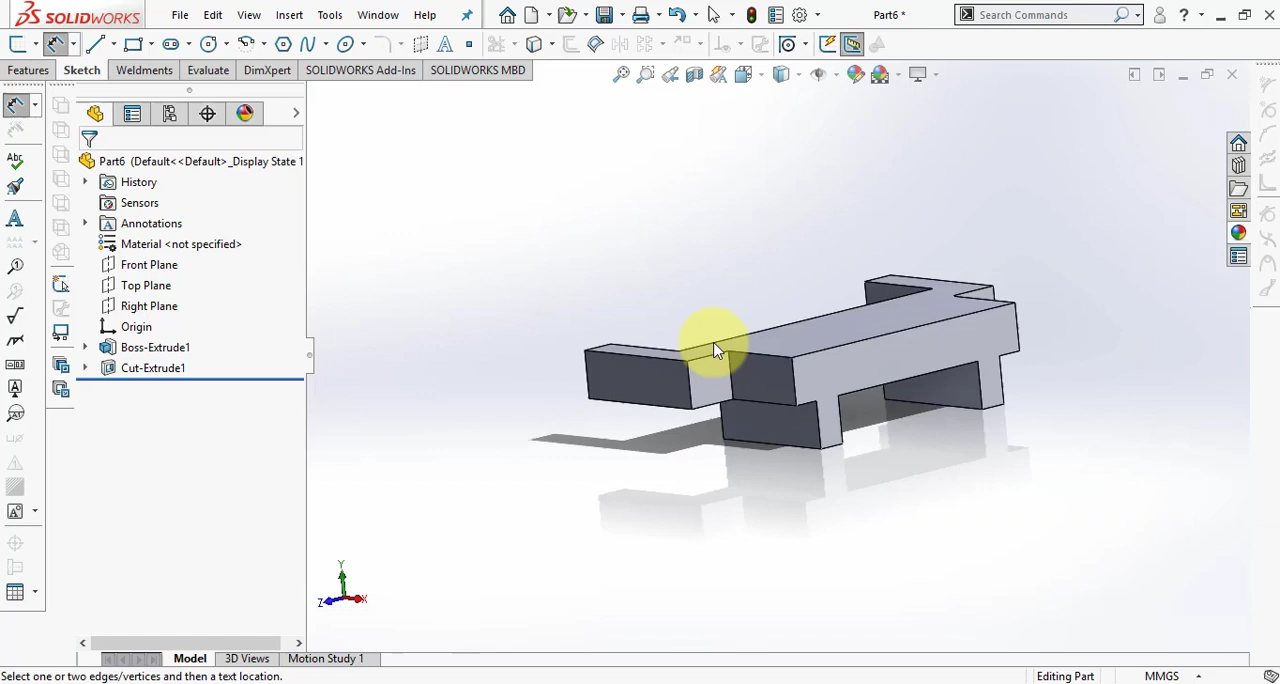 SOLIDWORKS File Edit View Insert Tools Window Help Part6 * Search Commands ?
Features Sketch Weldments Evaluate DimXpert SOLIDWORKS Add-Ins SOLIDWORKS MBD
Part6 (Default<<Default>_Display State 1
History
Sensors
Annotations
Material <not specified>
Front Plane
Top Plane
Right Plane
Origin
Boss-Extrude1
Cut-Extrude1
Y
Z X
Model 3D Views Motion Study 1
Select one or two edges/vertices and then a text location. Editing Part MMGS